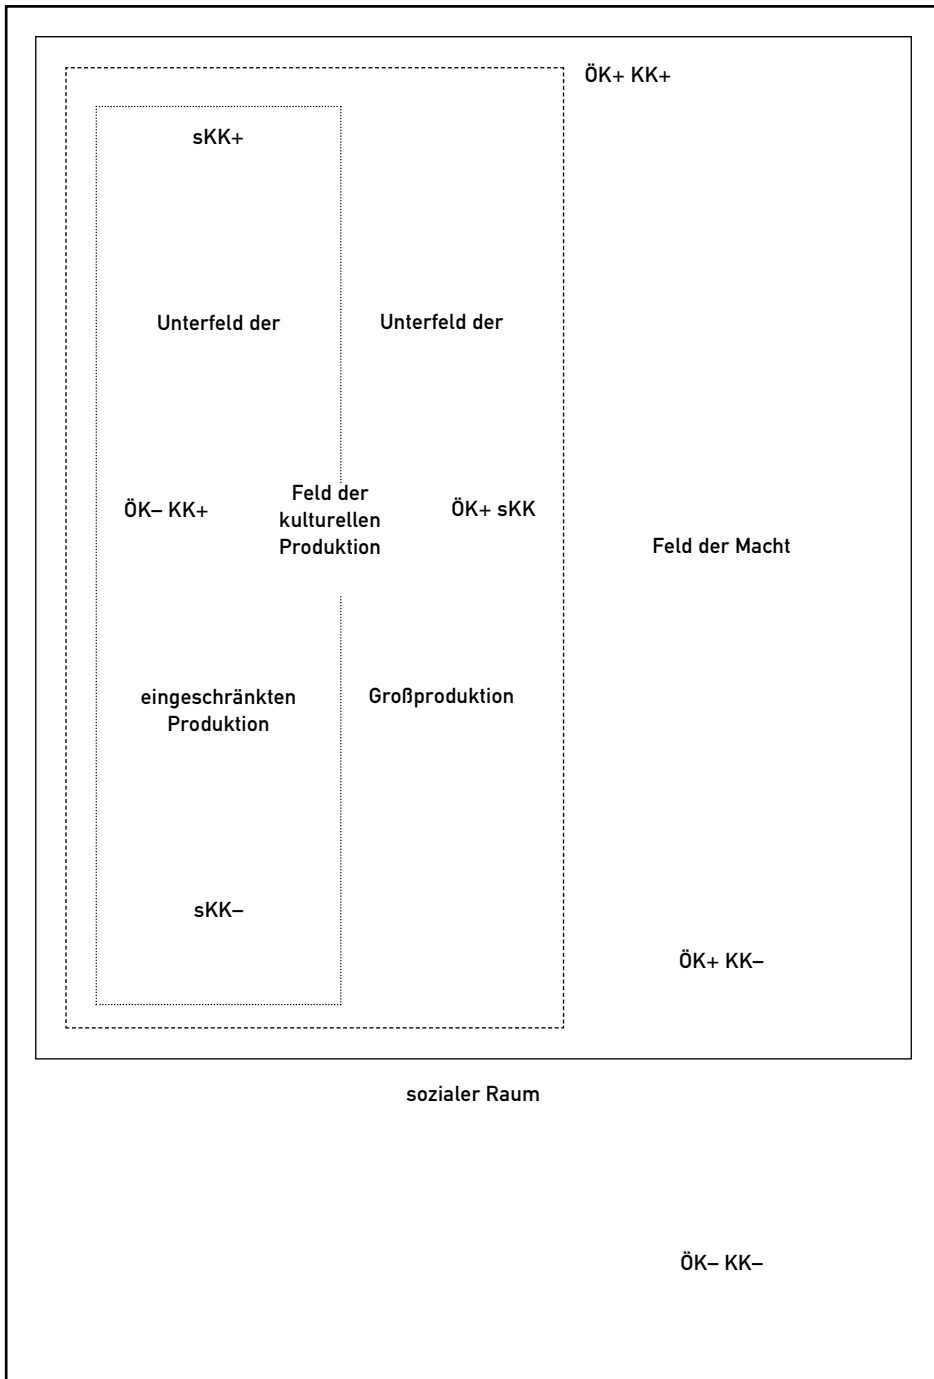 ÖK+ KK+
sKK+
Unterfeld der
Unterfeld der
ÖK– KK+
Feld der
kulturellen
Produktion
ÖK+ sKK
Feld der Macht
eingeschränkten
Produktion
Großproduktion
sKK–
ÖK+ KK–
sozialer Raum
ÖK– KK–